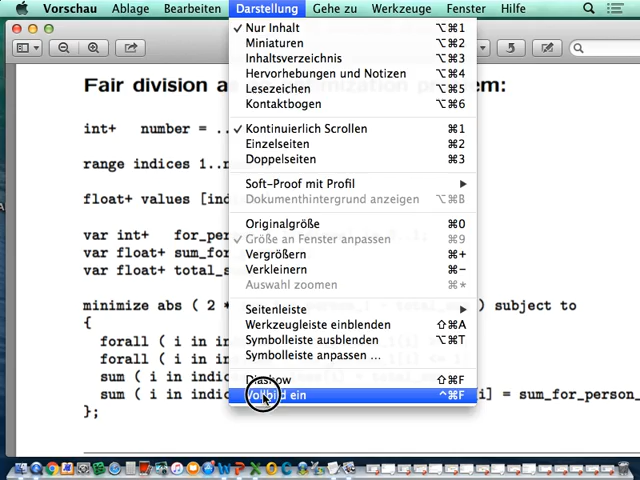 Vorschau Ablage Bearbeiten Darstellung Gehe zu Werkzeuge Fenster Hilfe
Nur Inhalt ⌥⌘1
Miniaturen ⌥⌘2
Inhaltsverzeichnis ⌥⌘3
Hervorhebungen und Notizen ⌥⌘4
Lesezeichen ⌥⌘5
Kontaktbogen ⌥⌘6
Kontinuierlich Scrollen ⌘1
Einzelseiten ⌘2
Doppelseiten ⌘3
Soft-Proof mit Profil
Dokumenthintergrund anzeigen ⌥⌘B
Originalgröße ⌘0
Größe an Fenster anpassen ⌘9
Vergrößern ⌘+
Verkleinern ⌘−
Auswahl zoomen ⌘*
Seitenleiste
Werkzeugleiste einblenden ⇧⌘A
Symbolleiste ausblenden ⌥⌘T
Symbolleiste anpassen ...
Diashow ⇧⌘F
Vollbild ein ^⌘F
Fair division problem:
int+ number = ..
range indices 1..
float+ values [ind
var int+ for_per
var float+ sum_for
var float+ total_s
minimize abs ( 2 * ) subject to
{
forall ( i in in
forall ( i in in
sum ( i in indic
sum ( i in indic i] = sum_for_person_
};